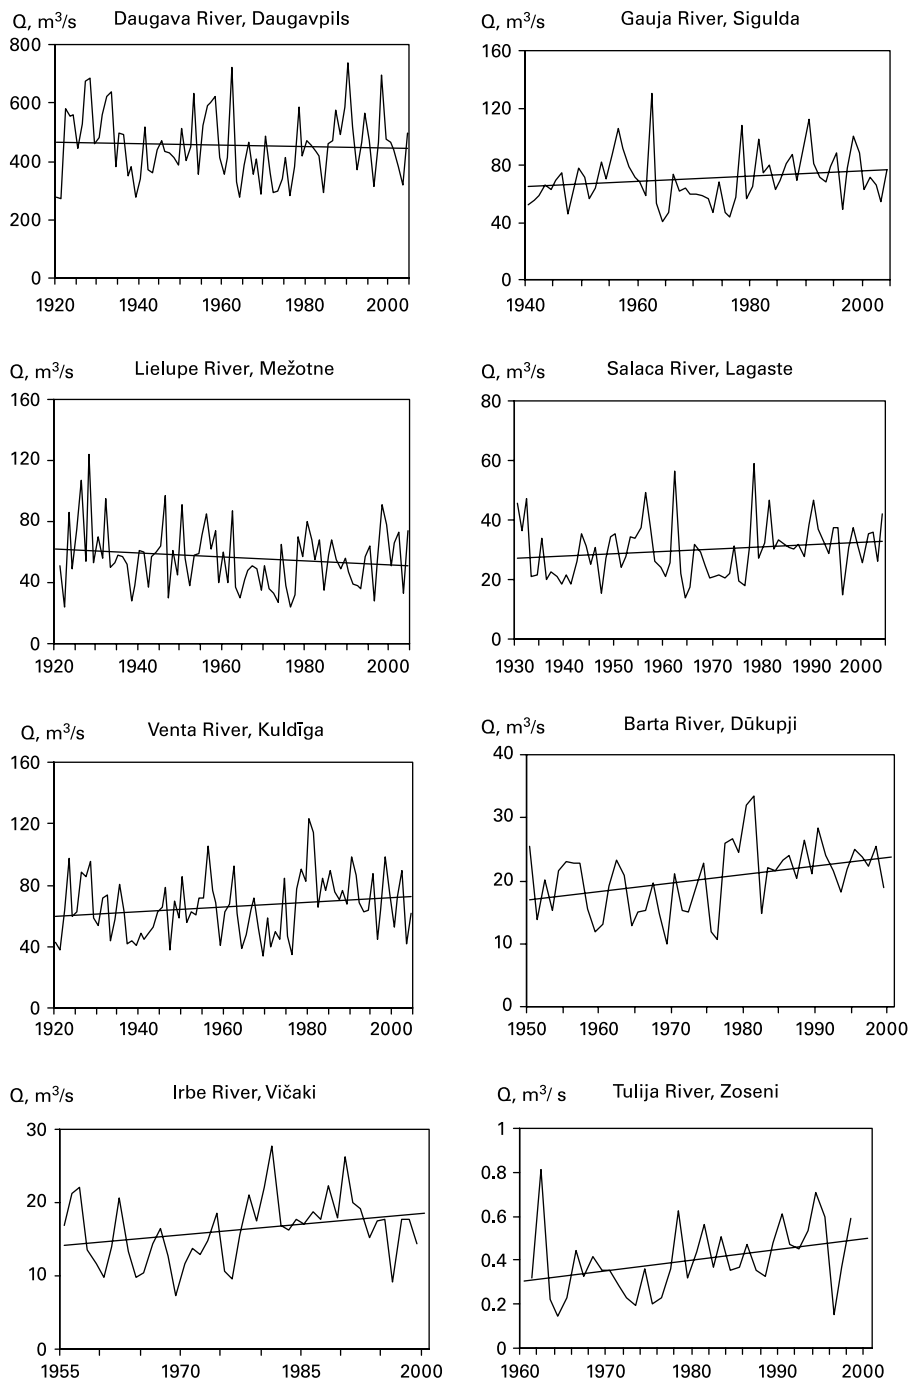 Q, m³/s Daugava River, Daugavpils
800
600
400
200
0
1920 1940 1960 1980 2000
Q, m³/s Gauja River, Sigulda
160
120
80
40
0
1940 1960 1980 2000
Q, m³/s Lielupe River, Mežotne
160
120
80
40
0
1920 1940 1960 1980 2000
Q, m³/s Salaca River, Lagaste
80
60
40
20
0
1930 1940 1950 1960 1970 1980 1990 2000
Q, m³/s Venta River, Kuldīga
160
120
80
40
0
1920 1940 1960 1980 2000
Q, m³/s Barta River, Dūkupji
40
30
20
10
0
1950 1960 1970 1980 1990 2000
Q, m³/s Irbe River, Vičaki
30
20
10
0
1955 1970 1985 2000
Q, m³/ s Tulija River, Zoseni
1
0.8
0.6
0.4
0.2
0
1960 1970 1980 1990 2000